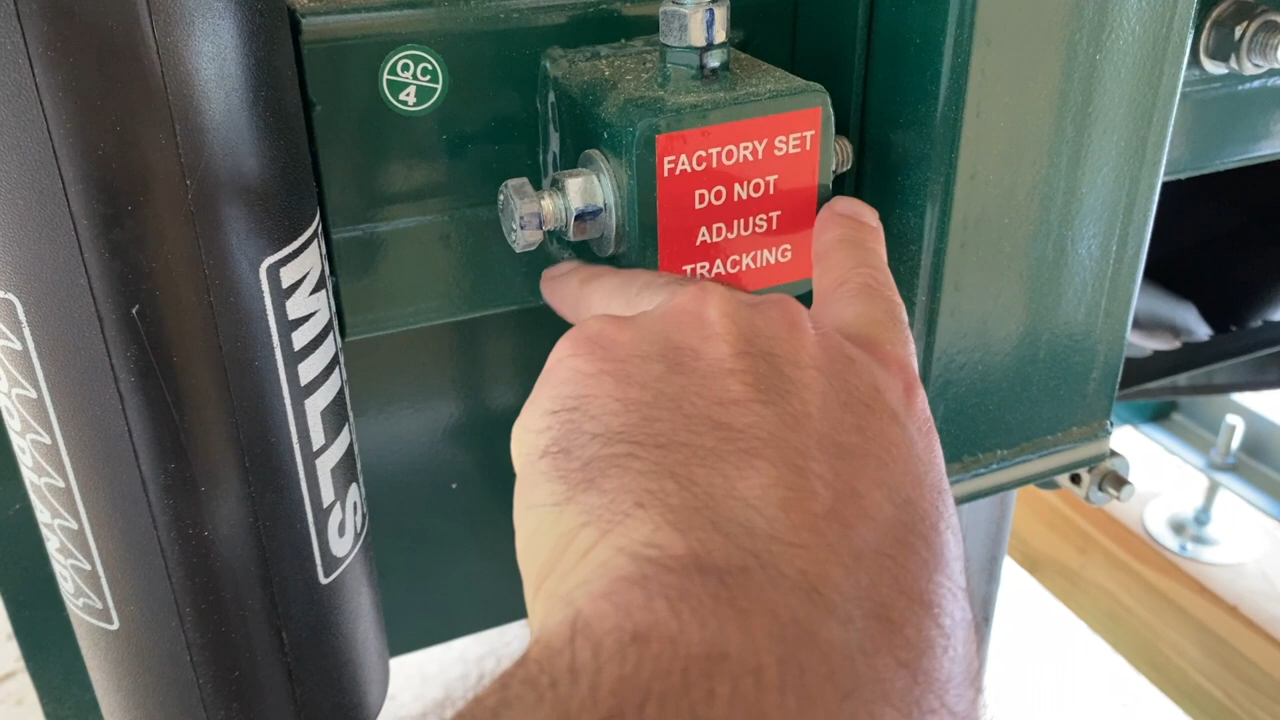 QC
4
FACTORY SET
DO NOT
ADJUST
TRACKING
MILLS